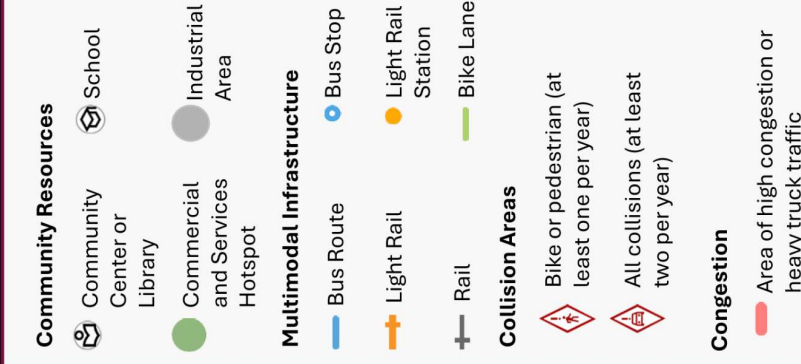 Community Resources
Community
Center or
Library
School
Commercial
and Services
Hotspot
Industrial
Area
Multimodal Infrastructure
Bus Route
Bus Stop
Light Rail
Light Rail
Station
Rail
Bike Lane
Collision Areas
Bike or pedestrian (at
least one per year)
All collisions (at least
two per year)
Congestion
Area of high congestion or
heavy truck traffic